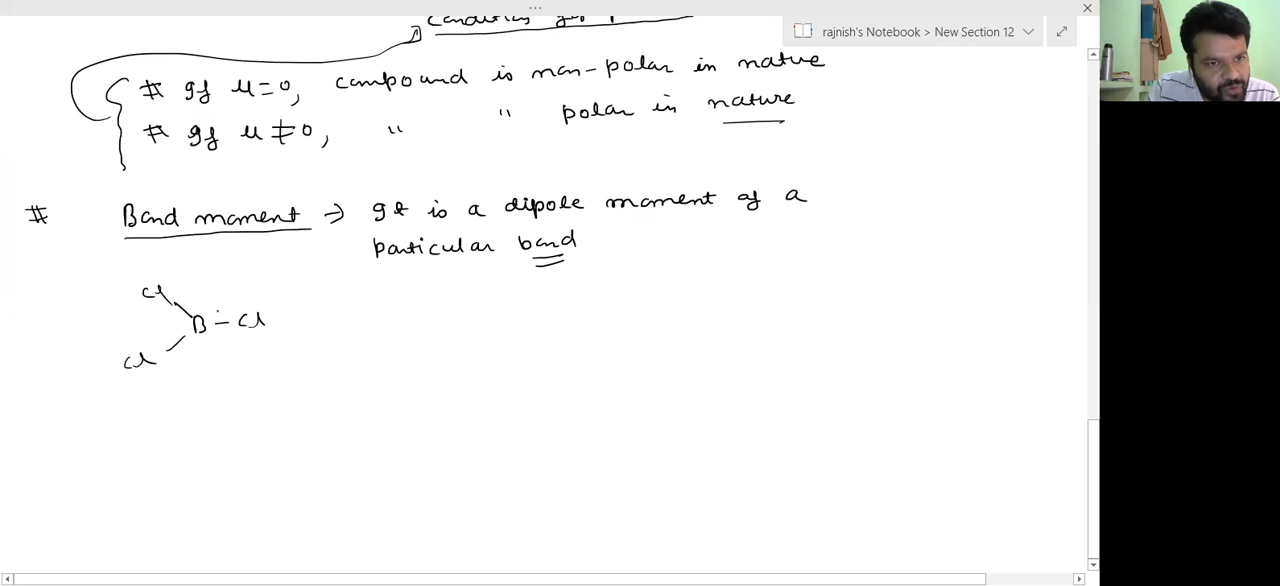 rajnish's Notebook > New Section 12
# If μ=0, compound is non-polar in nature
# If μ≠0, " " polar in nature
# Bond moment → It is a dipole moment of a
particular bond
Cl
B - Cl
Cl